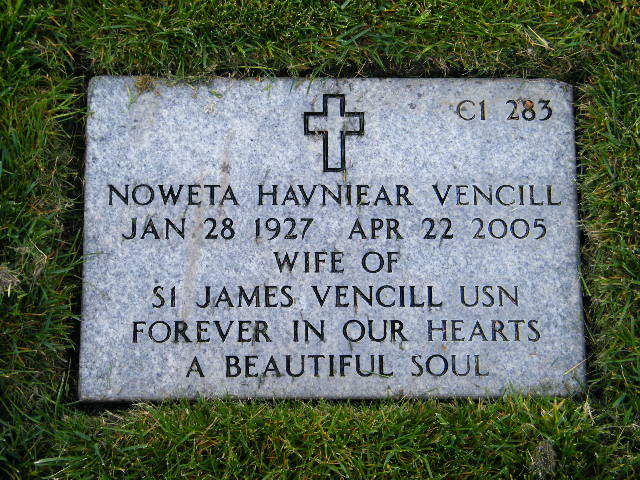 C1 283
NOWETA HAVNIEAR VENCILL
JAN 28 1927 APR 22 2005
WIFE OF
S1 JAMES VENCILL USN
FOREVER IN OUR HEARTS
A BEAUTIFUL SOUL